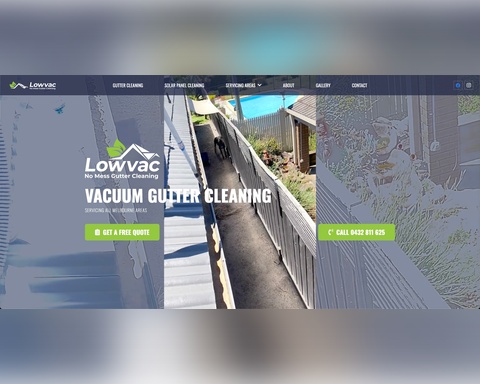 Lowvac
GUTTER CLEANING
SOLAR PANEL CLEANING
SERVICING AREAS
ABOUT
GALLERY
CONTACT
Lowvac
No Mess Gutter Cleaning
VACUUM GUTTER CLEANING
SERVICING ALL MELBOURNE AREAS
GET A FREE QUOTE
CALL 0432 811 625